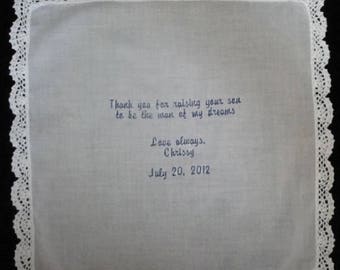 Thank you for raising your son
to be the man of my dreams
Love always,
Chrissy
July 20, 2012